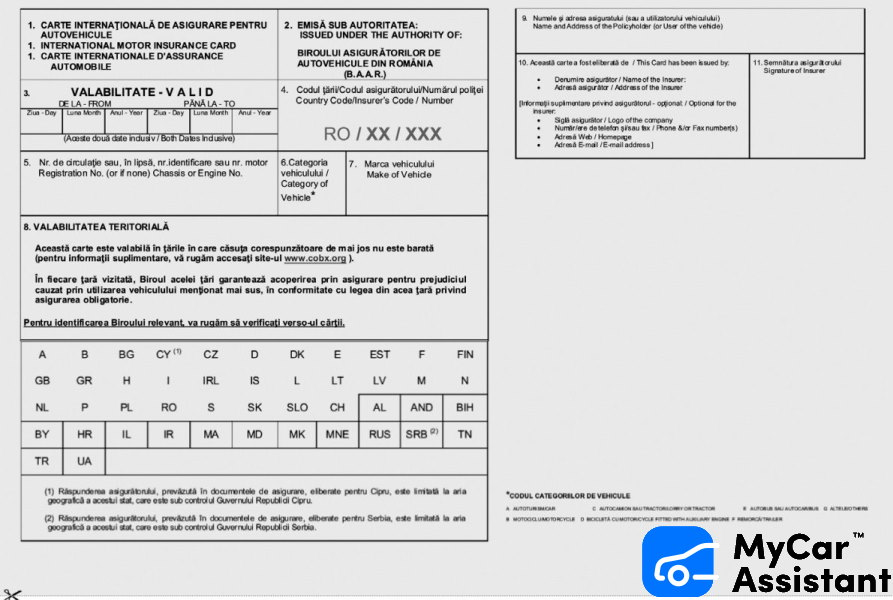 1. CARTE INTERNAŢIONALĂ DE ASIGURARE PENTRU
AUTOVEHICULE
1. INTERNATIONAL MOTOR INSURANCE CARD
1. CARTE INTERNATIONALE D'ASSURANCE
AUTOMOBILE
2. EMISĂ SUB AUTORITATEA:
ISSUED UNDER THE AUTHORITY OF:
BIROULUI ASIGURĂTORILOR DE
AUTOVEHICULE DIN ROMÂNIA
(B.A.A.R.)
3. VALABILITATE - V A L I D
DE LA - FROM PÂNĂ LA - TO
Ziua - Day Luna Month Anul - Year Ziua - Day Luna Month Anul - Year
(Aceste două date inclusiv / Both Dates Inclusive)
4. Codul ţării/Codul asigurătorului/Numărul poliţei
Country Code/Insurer's Code / Number
RO / XX / XXX
5. Nr. de circulaţie sau, în lipsă, nr.identificare sau nr. motor
Registration No. (or if none) Chassis or Engine No.
6.Categoria
vehiculului /
Category of
Vehicle*
7. Marca vehiculului
Make of Vehicle
8. VALABILITATEA TERITORIALĂ
Această carte este valabilă în ţările în care căsuţa corespunzătoare de mai jos nu este barată
(pentru informaţii suplimentare, vă rugăm accesaţi site-ul www.cobx.org ).
În fiecare ţară vizitată, Biroul acelei ţări garantează acoperirea prin asigurare pentru prejudiciul
cauzat prin utilizarea vehiculului menţionat mai sus, în conformitate cu legea din acea ţară privind
asigurarea obligatorie.
Pentru identificarea Biroului relevant, va rugăm să verificaţi verso-ul cărţii.
A B BG CY (1) CZ D DK E EST F FIN
GB GR H I IRL IS L LT LV M N
NL P PL RO S SK SLO CH AL AND BIH
BY HR IL IR MA MD MK MNE RUS SRB (2) TN
TR UA
(1) Răspunderea asigurătorului, prevăzută în documentele de asigurare, eliberate pentru Cipru, este limitată la aria
geografică a acestui stat, care este sub controlul Guvernului Republicii Cipru.
(2) Răspunderea asigurătorului, prevăzută în documentele de asigurare, eliberate pentru Serbia, este limitată la aria
geografică a acestui stat, care este sub controlul Guvernului Republicii Serbia.
9. Numele şi adresa asiguratului (sau a utilizatorului vehiculului)
Name and Address of the Policyholder (or User of the vehicle)
10. Această carte a fost eliberată de / This Card has been issued by:
• Denumire asigurător / Name of the Insurer:
• Adresă asigurător / Address of the Insurer
[Informaţii suplimentare privind asigurătorul - opţional: / Optional for the
insurer:
• Siglă asigurător / Logo of the company
• Număr/ere de telefon şi/sau fax / Phone &/or Fax number(s)
• Adresă Web / Homepage
• Adresă E-mail / E-mail address ]
11. Semnătura asigurătorului
Signature of Insurer
*CODUL CATEGORIILOR DE VEHICULE
A AUTOTURISM/CAR C AUTOCAMION SAU TRACTOR/LORRY OR TRACTOR E AUTOBUS SAU AUTOCAR/BUS G ALTELE/OTHERS
B MOTOCICLU/MOTORCYCLE D BICICLETĂ CU MOTOR/CYCLE FITTED WITH AUXILIARY ENGINE F REMORCĂ/TRAILER
MyCar™
Assistant